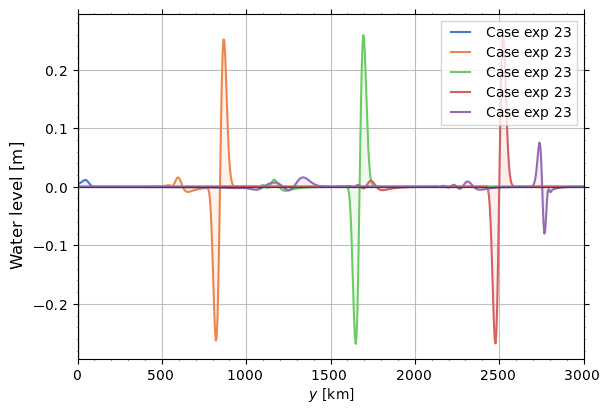 Case exp 23
Case exp 23
Case exp 23
Case exp 23
Case exp 23
0.2
0.1
0.0
−0.1
−0.2
Water level [m]
0 500 1000 1500 2000 2500 3000
y [km]